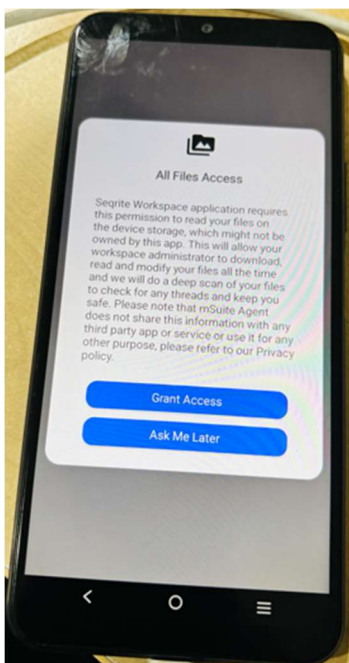 All Files Access
Seqrite Workspace application requires
this permission to read your files on
the device storage, which might not be
owned by this app. This will allow your
workspace administrator to download,
read and modify your files all the time
and we will do a deep scan of your files
to check for any threads and keep you
safe. Please note that mSuite Agent
does not share this information with any
third party app or service or use it for any
other purpose, please refer to our Privacy
policy.
Grant Access
Ask Me Later